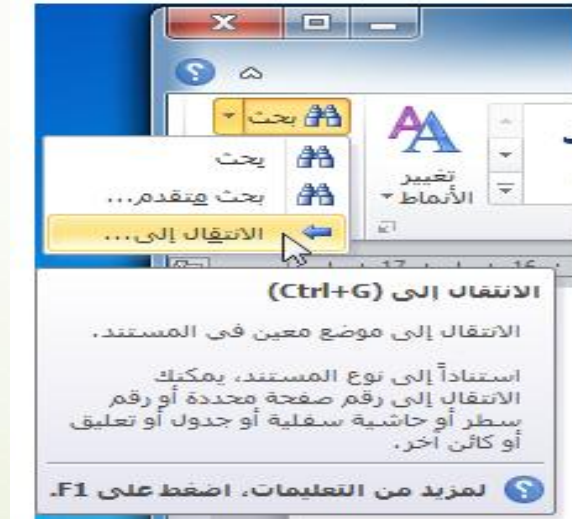 بحث
تغيير
الأنماط
بحث
بحث متقدم...
الانتقال إلى...
16 17
الانتقال إلى (Ctrl+G)
الانتقال إلى موضع معين في المستند.
استناداً إلى نوع المستند، يمكنك
الانتقال إلى رقم صفحة محددة أو رقم
سطر أو حاشية سفلية أو جدول أو تعليق
أو كائن آخر.
لمزيد من التعليمات، اضغط على F1.